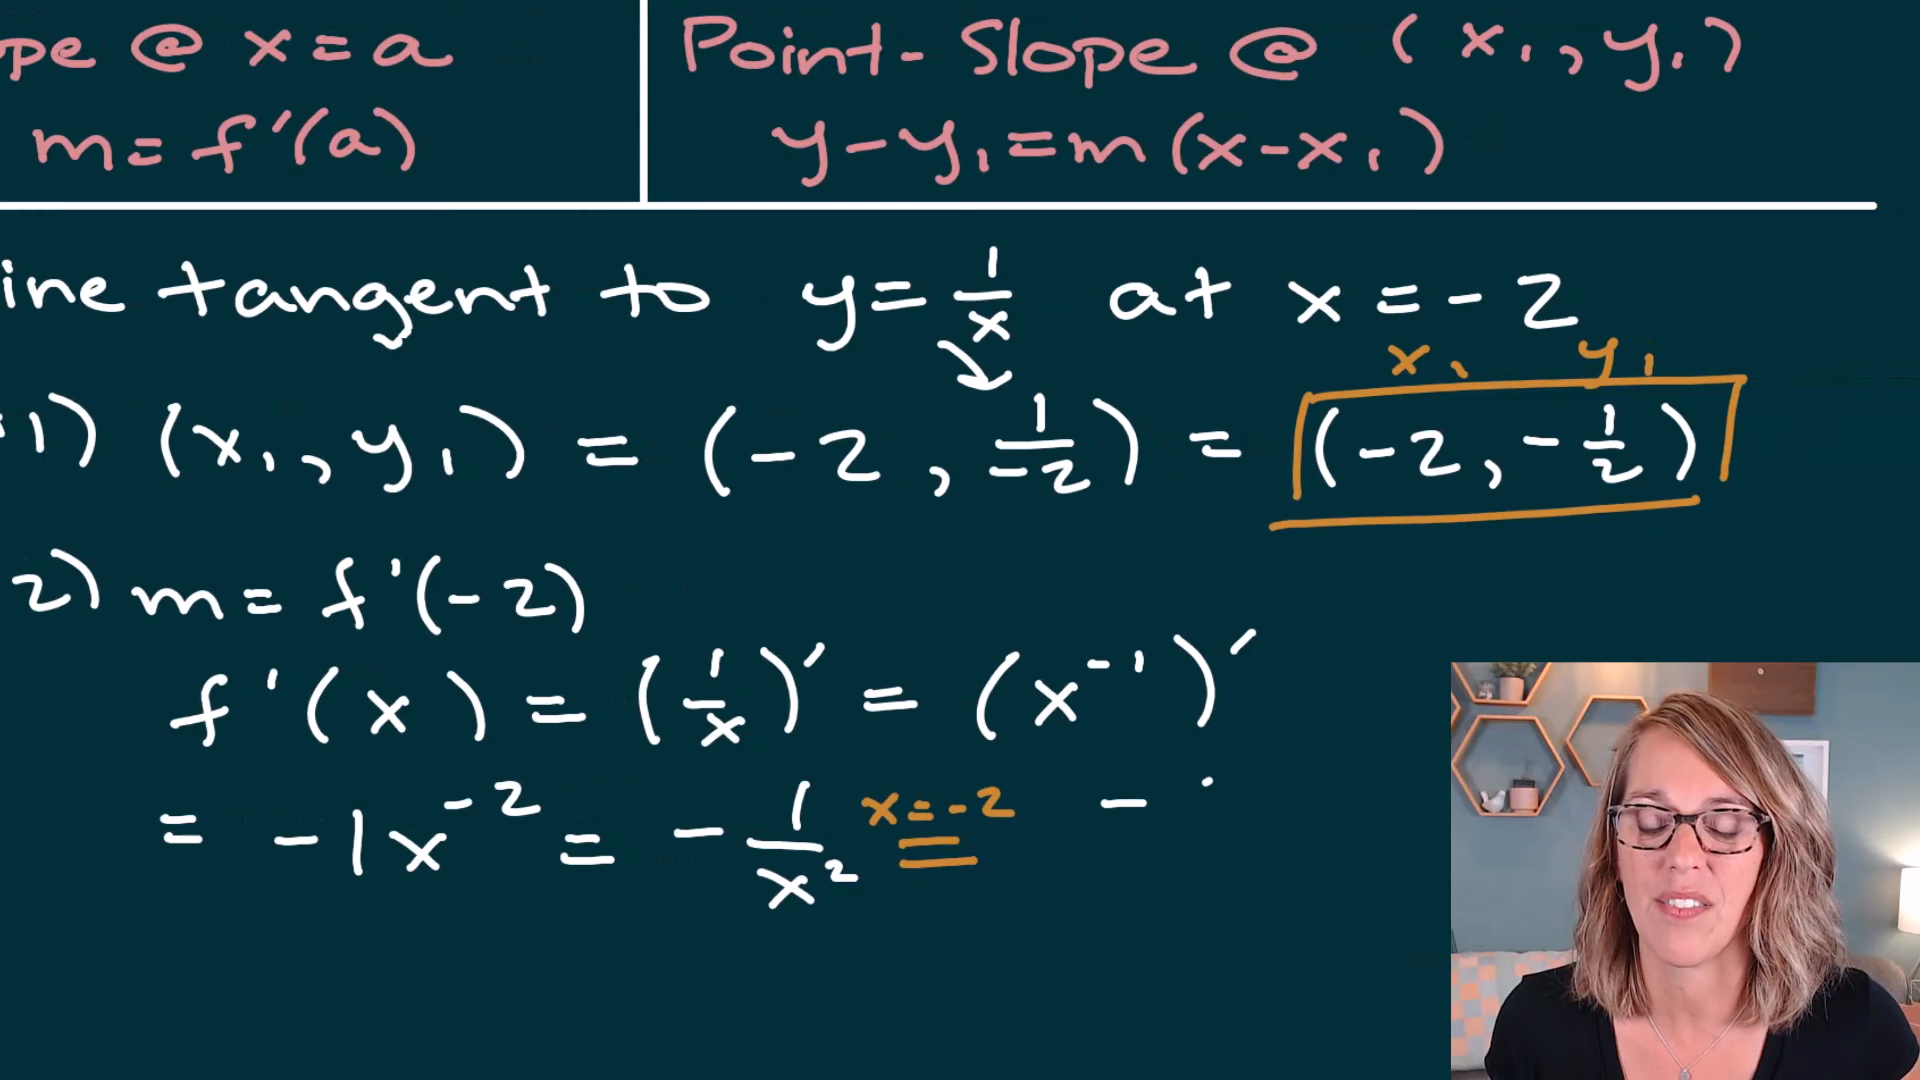 pe @ x = a
m = f'(a)
Point-Slope @ (x₁, y₁)
y - y₁ = m(x - x₁)
ine tangent to y = 1/x at x = -2
x₁ y₁
1) (x₁, y₁) = (-2, 1/-2) = (-2, -1/2)
2) m = f'(-2)
f'(x) = (1/x)' = (x⁻¹)'
= -1x⁻² = -1/x² x=-2 = -